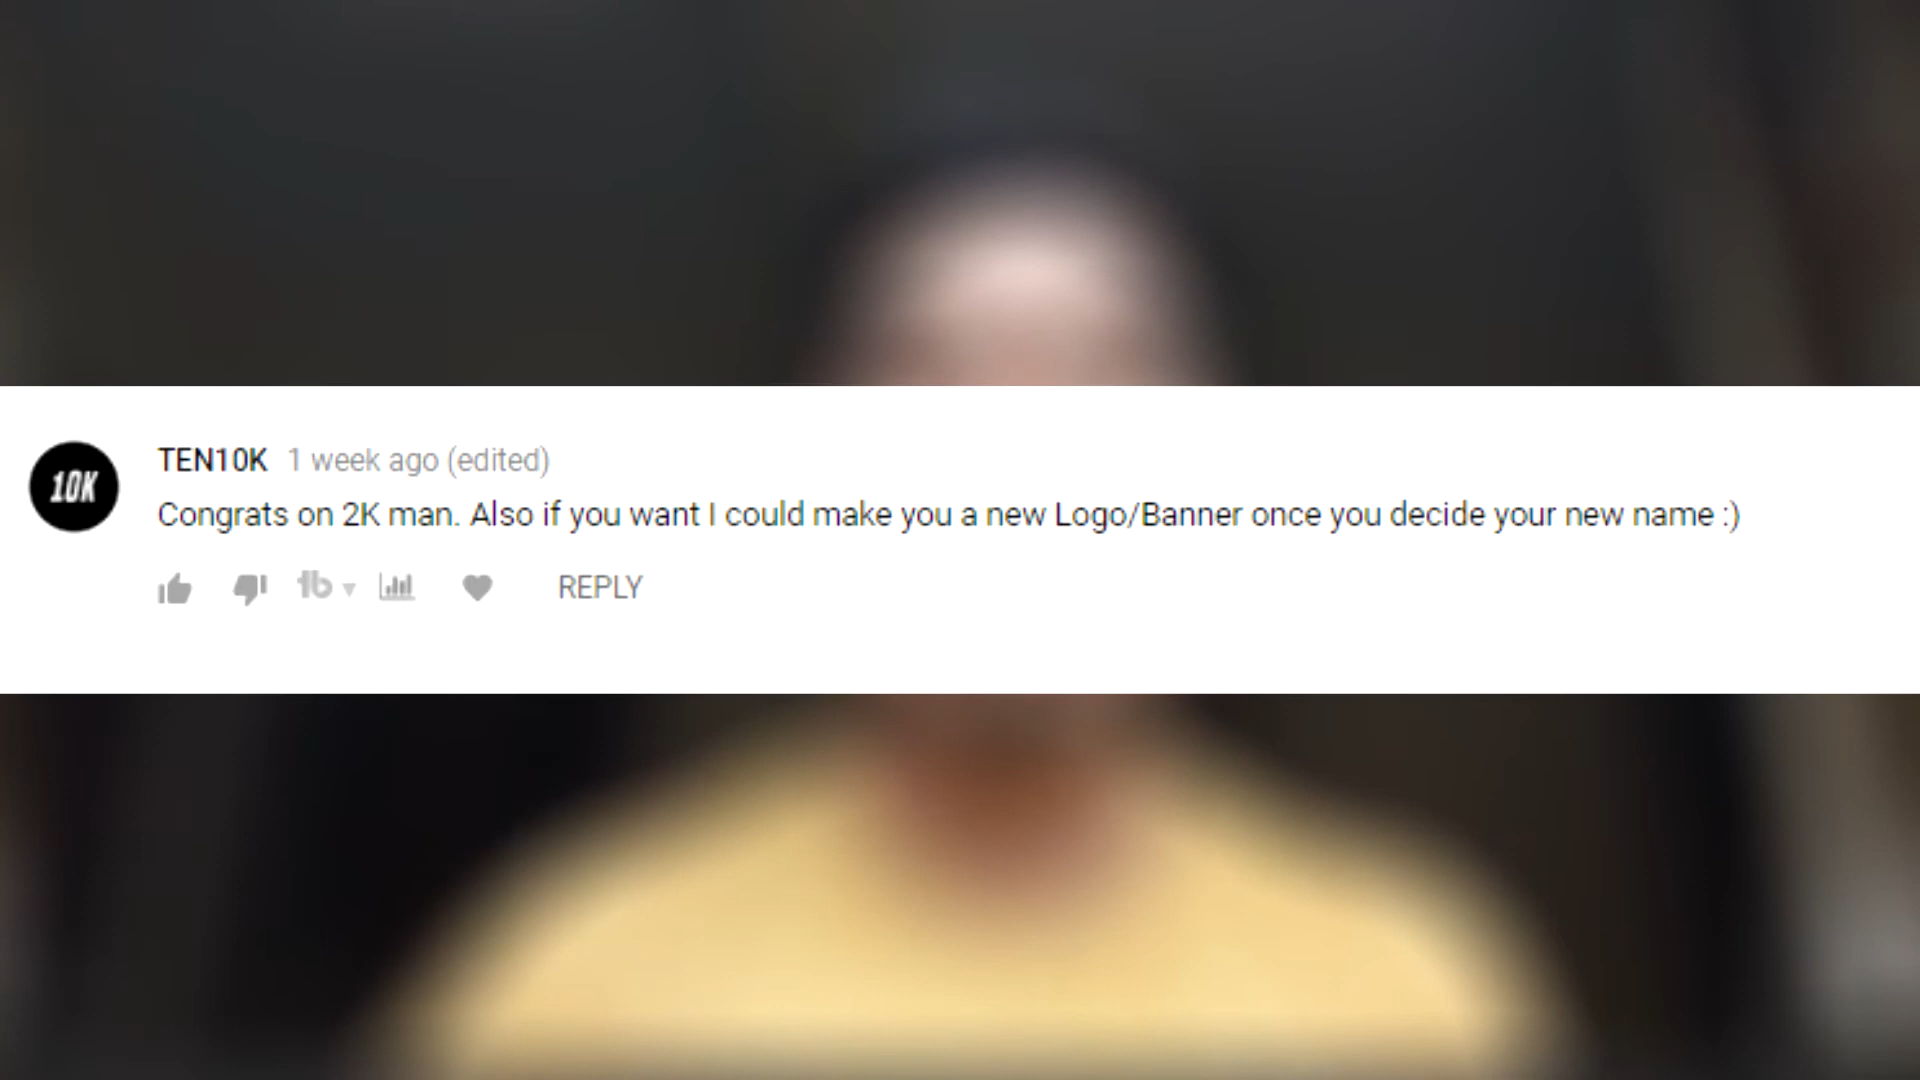 10K
TEN10K 1 week ago (edited)
Congrats on 2K man. Also if you want I could make you a new Logo/Banner once you decide your new name :)
tb REPLY